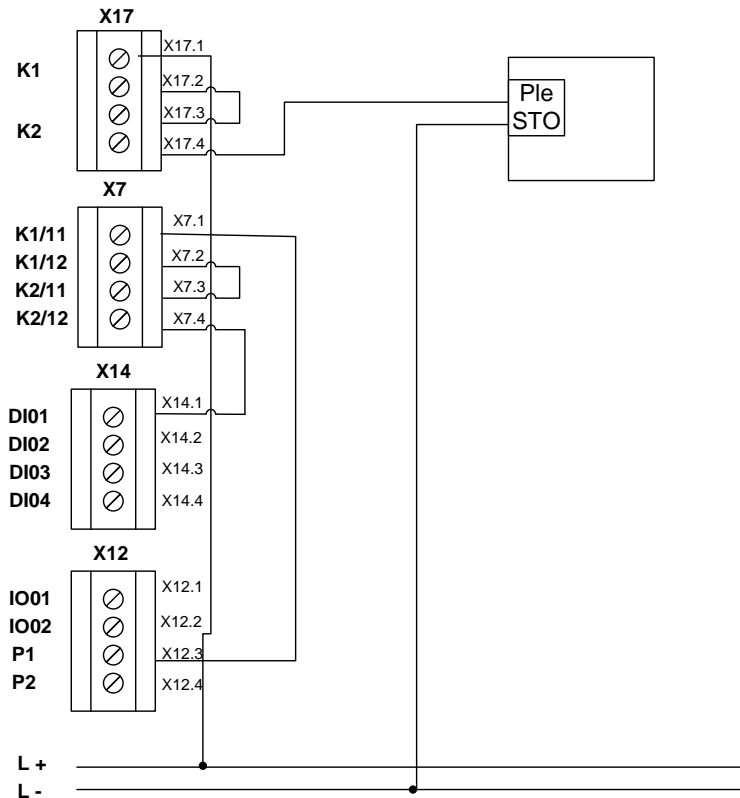 X17
K1
K2
X17.1
X17.2
X17.3
X17.4
Ple
STO
X7
K1/11
K1/12
K2/11
K2/12
X7.1
X7.2
X7.3
X7.4
X14
DI01
DI02
DI03
DI04
X14.1
X14.2
X14.3
X14.4
X12
IO01
IO02
P1
P2
X12.1
X12.2
X12.3
X12.4
L +
L -